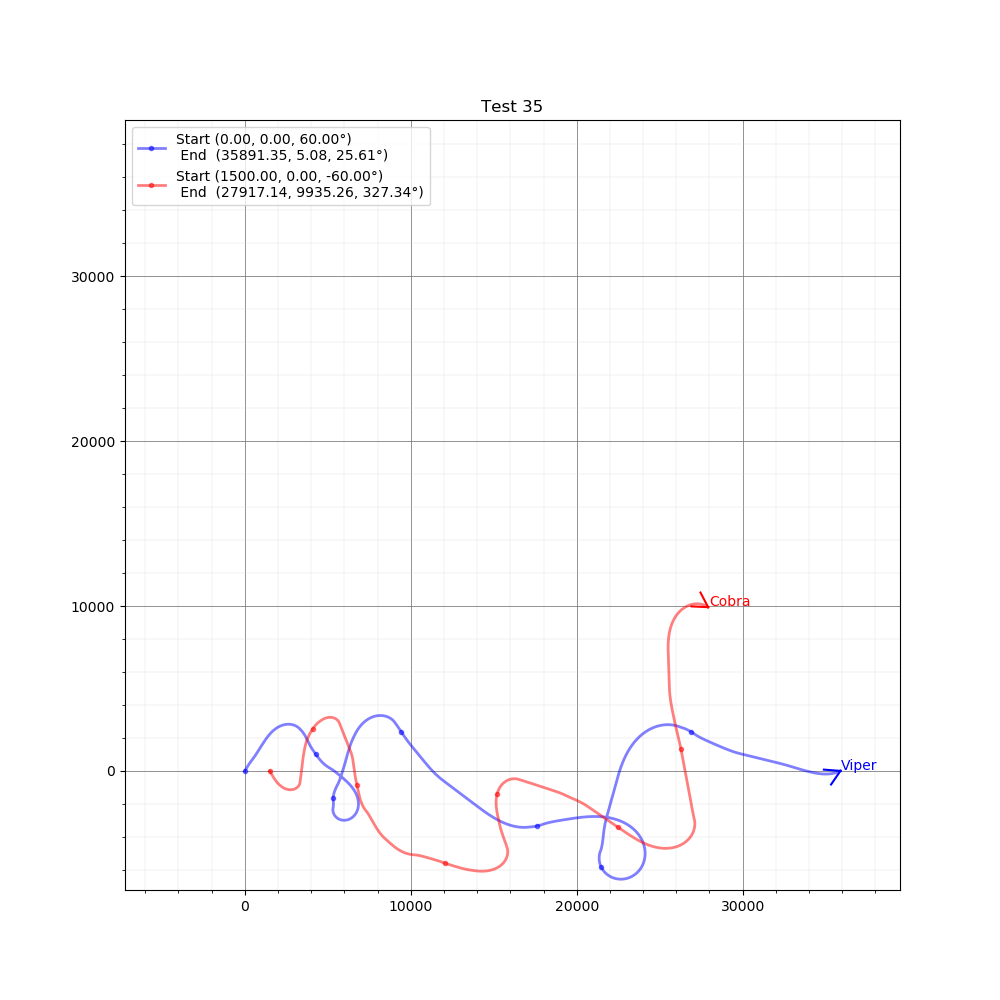 Test 35
Start (0.00, 0.00, 60.00°)
End (35891.35, 5.08, 25.61°)
Start (1500.00, 0.00, -60.00°)
End (27917.14, 9935.26, 327.34°)
30000
20000
10000
0
Cobra
Viper
0
10000
20000
30000